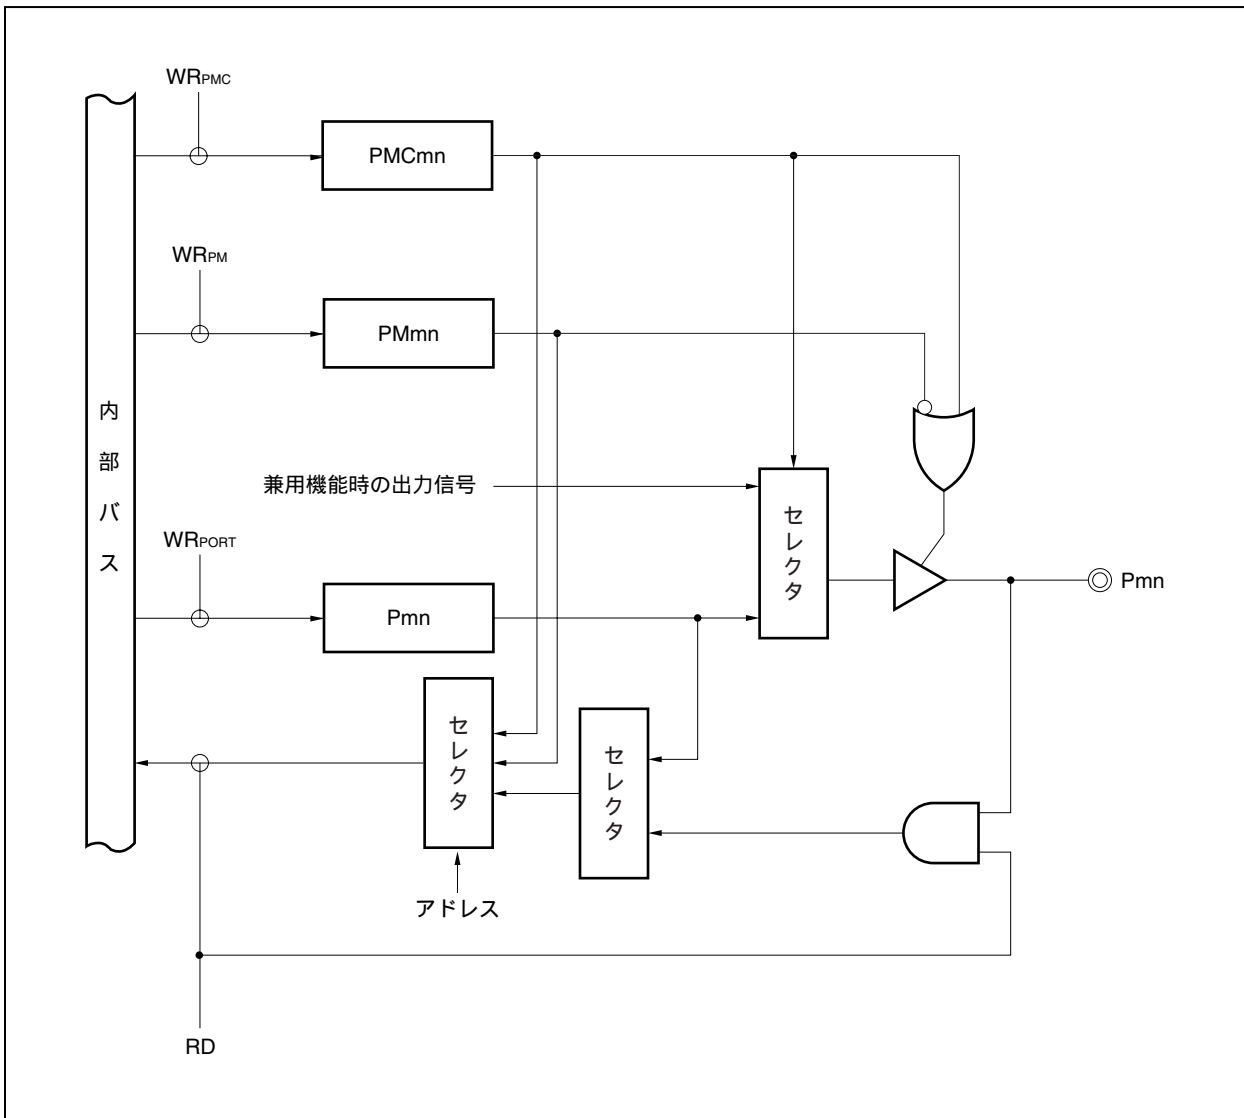 WRPMC
PMCmn
WRPM
PMmn
内部バス
兼用機能時の出力信号
セレクタ
WRPORT
Pmn
Pmn
セレクタ
セレクタ
アドレス
RD